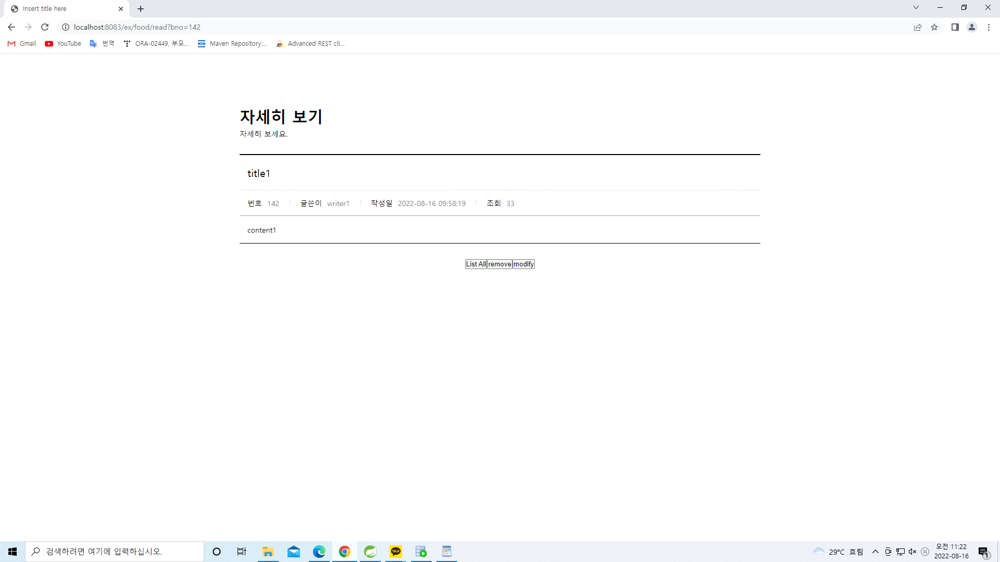 Insert title here
localhost:8083/ex/food/read?bno=142
Gmail YouTube 번역 ORA-02449, 부모... Maven Repository:... Advanced REST cli...
자세히 보기
자세히 보세요.
title1
번호 142 글쓴이 writer1 작성일 2022-08-16 09:58:19 조회 33
content1
List All remove modify
검색하려면 여기에 입력하십시오.
TALK
29°C 흐림
오전 11:22
2022-08-16
1